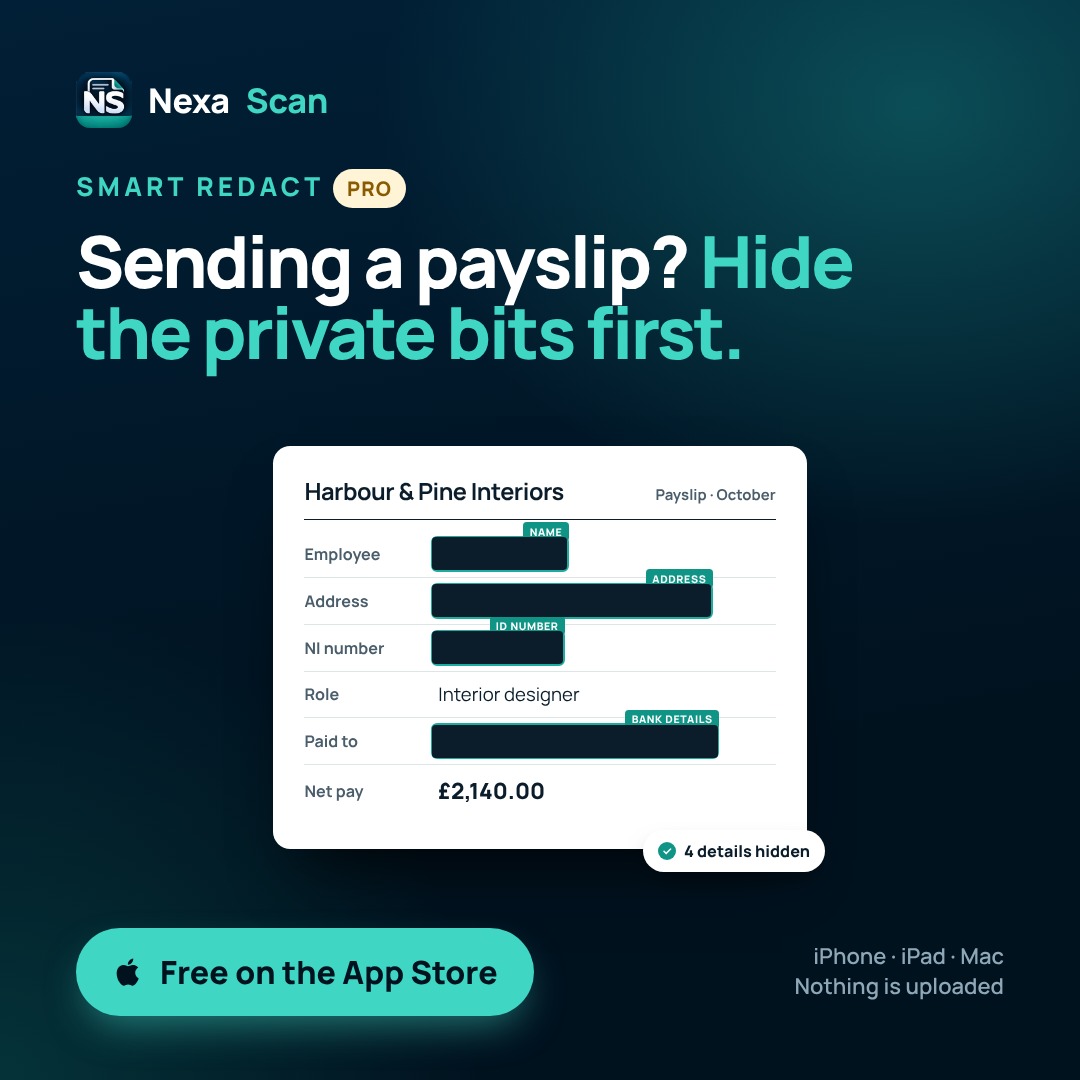 NS
Nexa Scan
SMART REDACT PRO
Sending a payslip? Hide
the private bits first.
Harbour & Pine Interiors
Payslip · October
NAME
Employee
ADDRESS
Address
ID NUMBER
NI number
Role Interior designer
BANK DETAILS
Paid to
Net pay £2,140.00
4 details hidden
Free on the App Store
iPhone · iPad · Mac
Nothing is uploaded